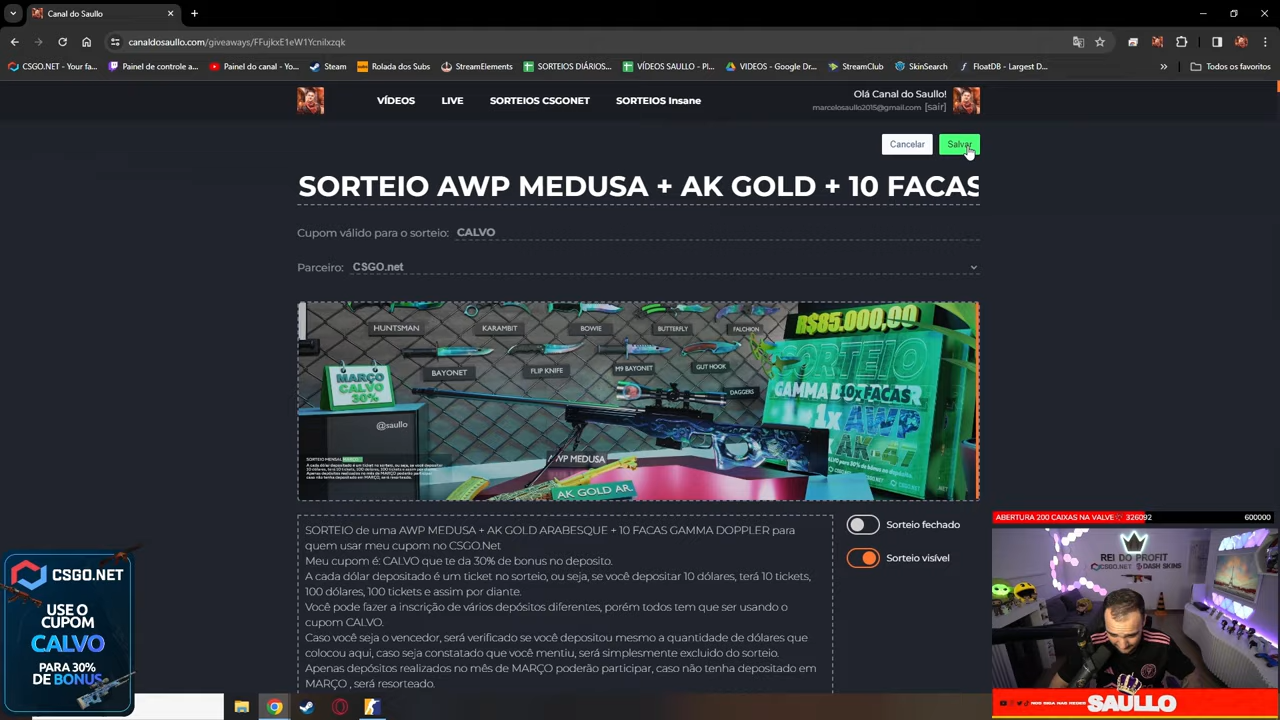 Canal do Saullo
canaldosaullo.com/giveaways/FFujkxE1eW1YcniIxzqk
CSGO.NET - Your fa...
Painel de controle a...
Painel do canal - Yo...
Steam
Rolada dos Subs
StreamElements
SORTEIOS DIÁRIOS...
VÍDEOS SAULLO - Pl...
VIDEOS - Google Dr...
StreamClub
SkinSearch
FloatDB - Largest D...
Todos os favoritos
VÍDEOS
LIVE
SORTEIOS CSGONET
SORTEIOS Insane
Olá Canal do Saullo!
marcelosaullo2015@gmail.com [sair]
Cancelar
Salvar
SORTEIO AWP MEDUSA + AK GOLD + 10 FACAS
Cupom válido para o sorteio: CALVO
Parceiro: CSGO.net
HUNTSMAN
KARAMBIT
BOWIE
BUTTERFLY
FALCHION
BAYONET
FLIP KNIFE
M9 BAYONET
GUT HOOK
DAGGERS
MARÇO
CALVO
30%
@saullo
AWP MEDUSA
AK GOLD AR.
R$85.000,00
SORTEIO
10x FACAS
1x AWP
AK-47
SORTEIO de uma AWP MEDUSA + AK GOLD ARABESQUE + 10 FACAS GAMMA DOPPLER para
quem usar meu cupom no CSGO.Net
Meu cupom é: CALVO que te da 30% de bonus no deposito.
A cada dólar depositado é um ticket no sorteio, ou seja, se você depositar 10 dólares, terá 10 tickets,
100 dólares, 100 tickets e assim por diante.
Você pode fazer a inscrição de vários depósitos diferentes, porém todos tem que ser usando o
cupom CALVO.
Caso você seja o vencedor, será verificado se você depositou mesmo a quantidade de dólares que
colocou aqui, caso seja constatado que você mentiu, será simplesmente excluido do sorteio.
Apenas depósitos realizados no mês de MARÇO poderão participar, caso não tenha depositado em
MARÇO , será resorteado.
Sorteio fechado
Sorteio visível
CSGO.NET
USE O
CUPOM
CALVO
PARA 30%
DE BONUS
ABERTURA 200 CAIXAS NA VALVE
326092
600000
REI DO PROFIT
CSGO.NET
DASH SKINS
SAULLO